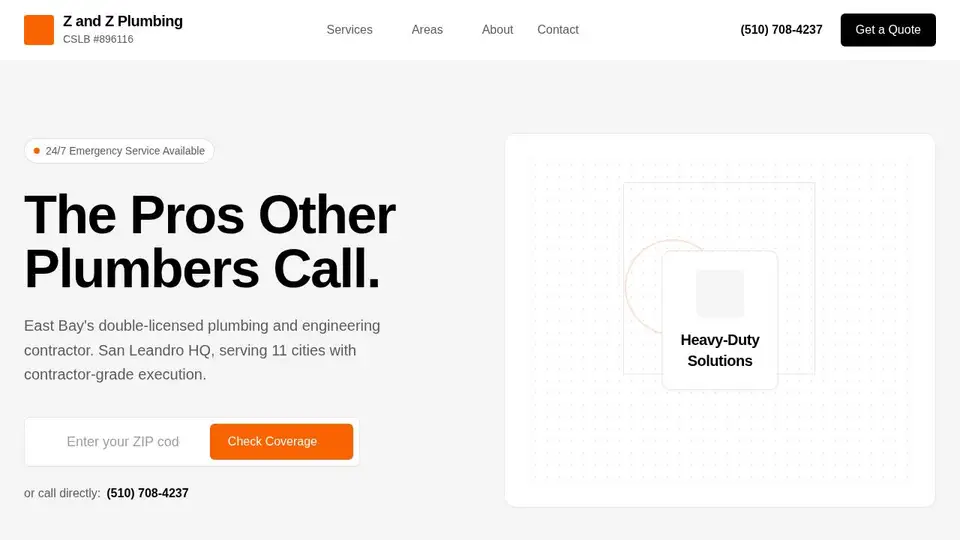 Z and Z Plumbing
CSLB #896116
Services
Areas
About
Contact
(510) 708-4237
Get a Quote
24/7 Emergency Service Available
The Pros Other
Plumbers Call.
East Bay's double-licensed plumbing and engineering
contractor. San Leandro HQ, serving 11 cities with
contractor-grade execution.
Enter your ZIP cod
Check Coverage
or call directly: (510) 708-4237
Heavy-Duty
Solutions